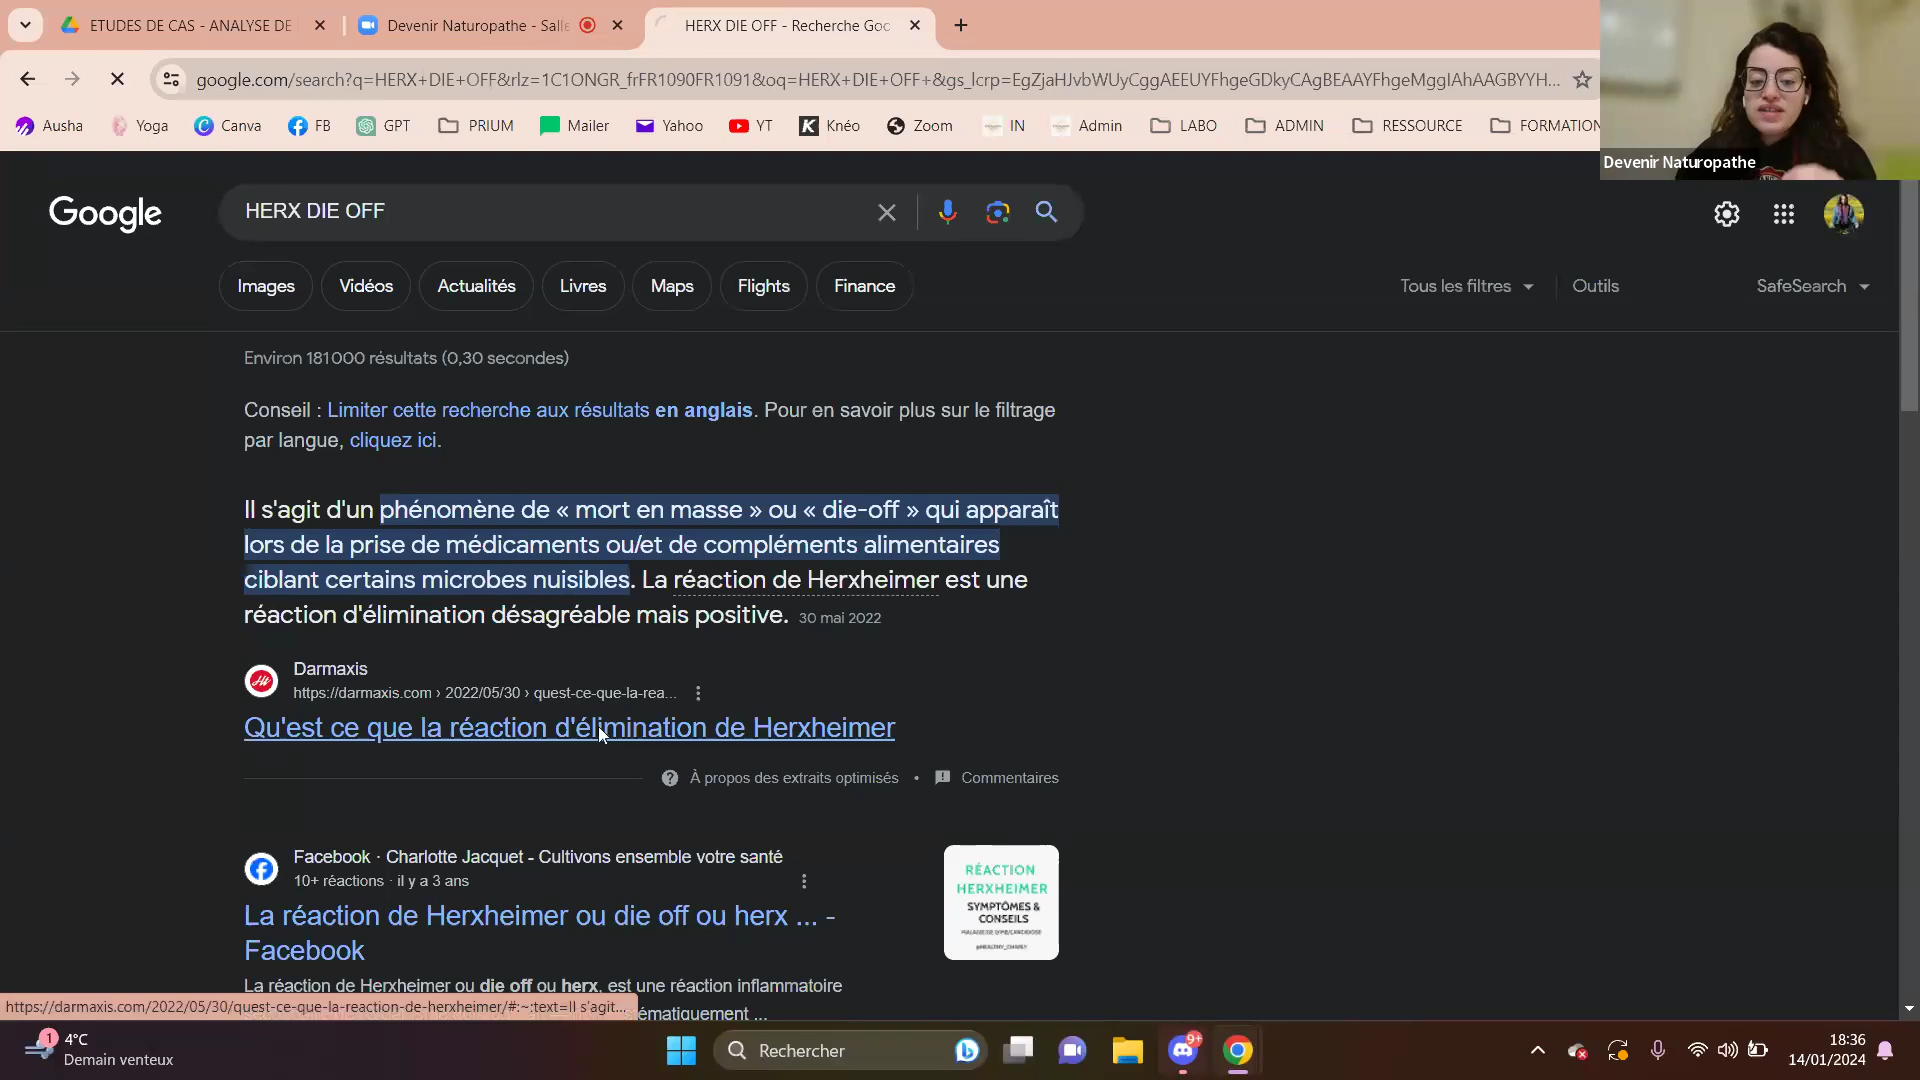 ETUDES DE CAS - ANALYSE DE
Devenir Naturopathe - Salle
HERX DIE OFF - Recherche Goo
google.com/search?q=HERX+DIE+OFF&rlz=1C1ONGR_frFR1090FR1091&oq=HERX+DIE+OFF+&gs_lcrp=EgZjaHJvbWUyCggAEEUYFhgeGDkyCAgBEAAYFhgeMggIAhAAGBYYH...
Ausha
Yoga
Canva
FB
GPT
PRIUM
Mailer
Yahoo
YT
Knéo
Zoom
IN
Admin
LABO
ADMIN
RESSOURCE
FORMATION
Devenir Naturopathe
Google
HERX DIE OFF
Images
Vidéos
Actualités
Livres
Maps
Flights
Finance
Tous les filtres
Outils
SafeSearch
Environ 181 000 résultats (0,30 secondes)
Conseil : Limiter cette recherche aux résultats en anglais. Pour en savoir plus sur le filtrage
par langue, cliquez ici.
Il s'agit d'un phénomène de « mort en masse » ou « die-off » qui apparaît
lors de la prise de médicaments ou/et de compléments alimentaires
ciblant certains microbes nuisibles. La réaction de Herxheimer est une
réaction d'élimination désagréable mais positive. 30 mai 2022
Darmaxis
https://darmaxis.com › 2022/05/30 › quest-ce-que-la-rea...
Qu'est ce que la réaction d'élimination de Herxheimer
À propos des extraits optimisés • Commentaires
Facebook · Charlotte Jacquet - Cultivons ensemble votre santé
10+ réactions · il y a 3 ans
La réaction de Herxheimer ou die off ou herx ... -
Facebook
RÉACTION
HERXHEIMER
SYMPTÔMES &
CONSEILS
La réaction de Herxheimer ou die off ou herx, est une réaction inflammatoire
ématiquement ...
https://darmaxis.com/2022/05/30/quest-ce-que-la-reaction-de-herxheimer/#:~:text=Il s'agit...
1
4°C
Demain venteux
Rechercher
9+
18:36
14/01/2024